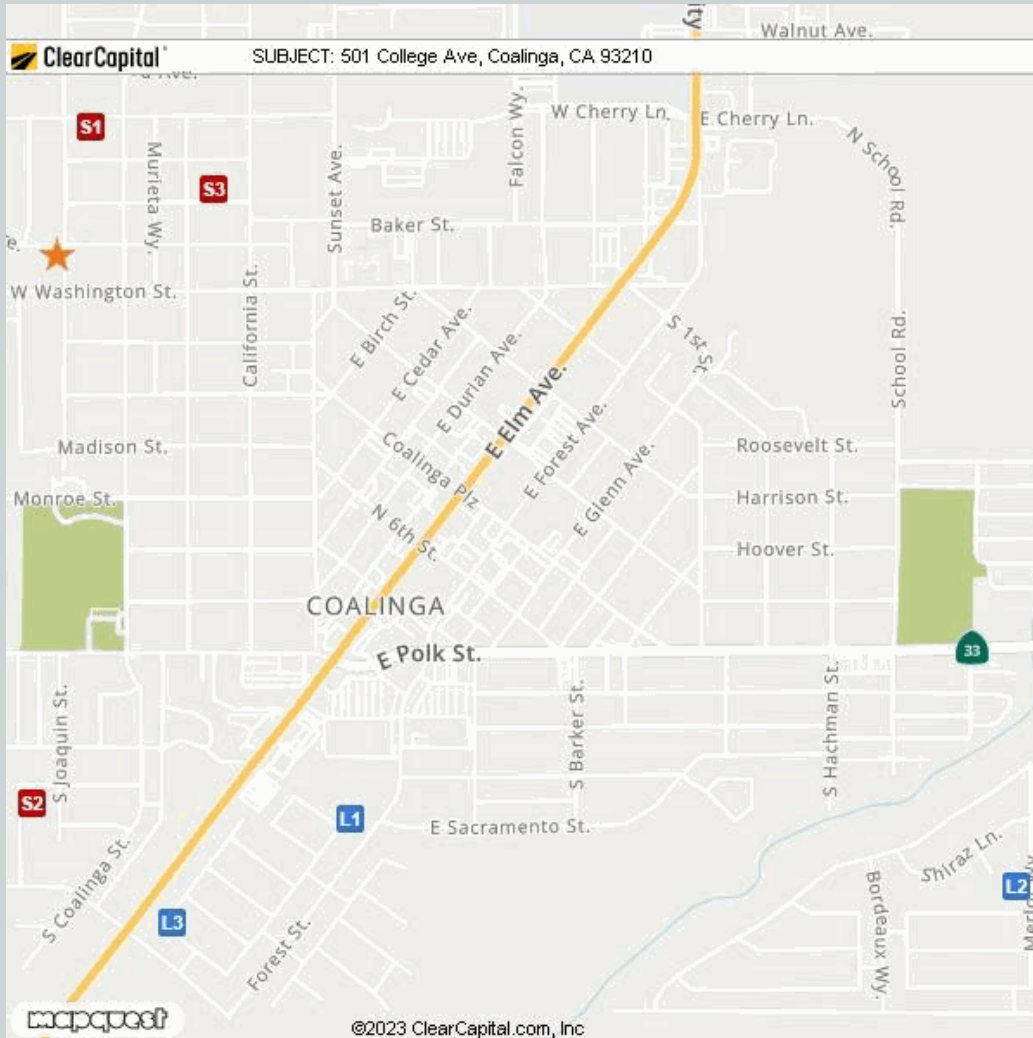 ity
Walnut Ave.
ClearCapital
SUBJECT: 501 College Ave, Coalinga, CA 93210
W Cherry Ln.
E Cherry Ln.
Falcon Wy.
N School Rd.
S1
Murieta Wy.
S3
Sunset Ave.
Baker St.
W Washington St.
California St.
E Birch St.
E Cedar Ave.
E Durian Ave.
E Elm Ave.
S 1st St.
School Rd.
Madison St.
Coalinga Plz
E Forest Ave.
E Glenn Ave.
Roosevelt St.
Monroe St.
N 6th St.
Harrison St.
Hoover St.
COALINGA
E Polk St.
33
S Joaquin St.
S Barker St.
S Hachman St.
S2
L1
E Sacramento St.
S Coalinga St.
Shiraz Ln.
L2
L3
Forest St.
Bordeaux Wy.
mapquest
©2023 ClearCapital.com, Inc